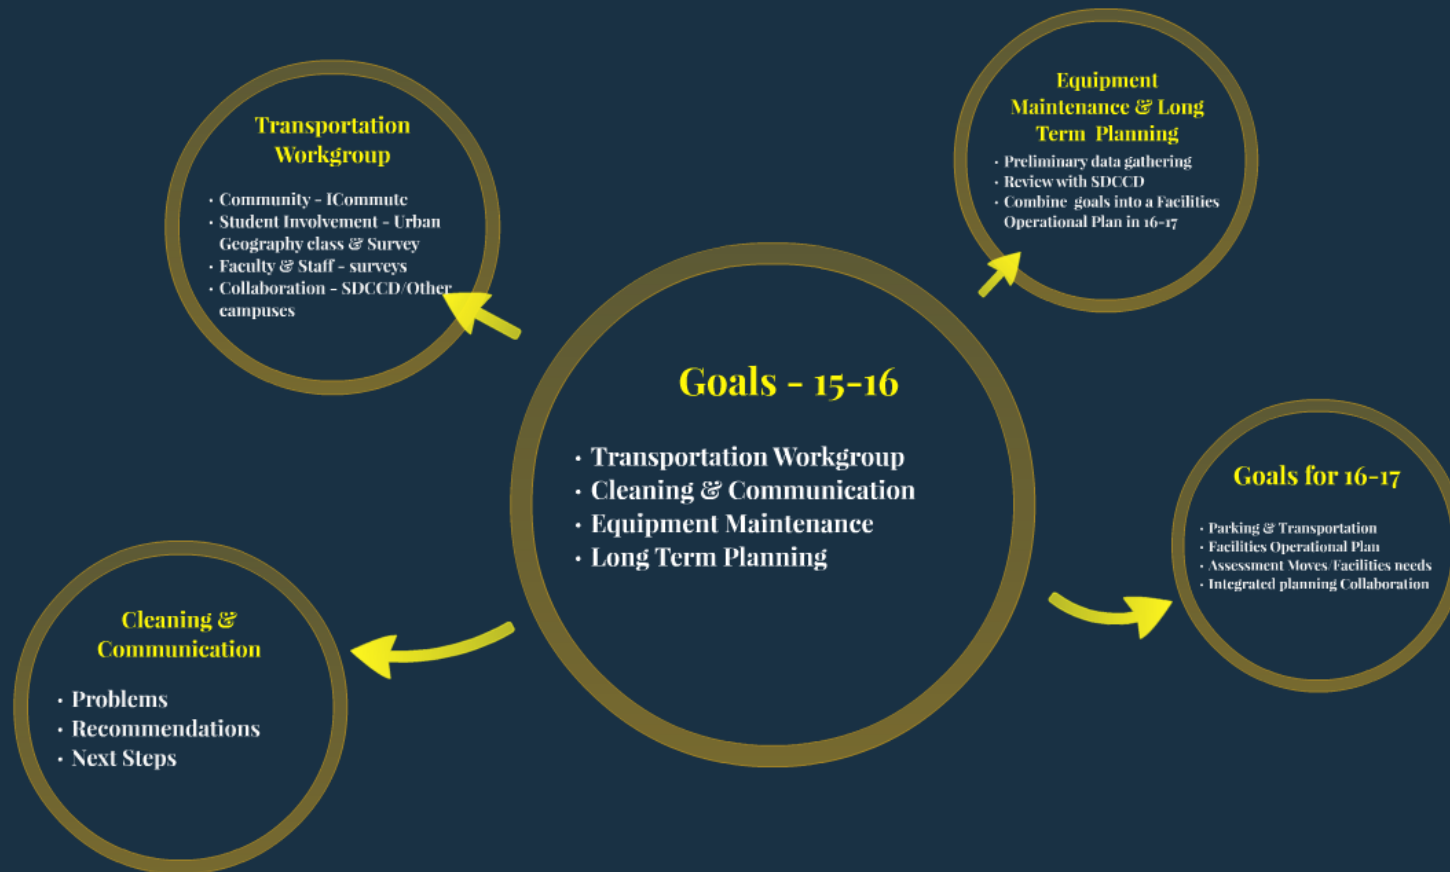 Transportation
Workgroup
· Community - ICommute
· Student Involvement - Urban
Geography class & Survey
· Faculty & Staff - surveys
· Collaboration - SDCCD/Other
campuses
Equipment
Maintenance & Long
Term Planning
· Preliminary data gathering
· Review with SDCCD
· Combine goals into a Facilities
Operational Plan in 16-17
Goals - 15-16
· Transportation Workgroup
· Cleaning & Communication
· Equipment Maintenance
· Long Term Planning
Goals for 16-17
· Parking & Transportation
· Facilities Operational Plan
· Assessment Moves/Facilities needs
· Integrated planning Collaboration
Cleaning &
Communication
· Problems
· Recommendations
· Next Steps